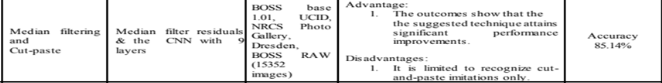 Median filtering
and
Cut-paste
Median filter residuals
& the CNN with 9
layers
BOSS base
1.01, UCID,
NRCS Photo
Gallery,
Dresden,
BOSS RAW
(15352
images)
Advantage:
1. The outcomes show that the
the suggested technique attains
significant performance
improvements.
Disadvantages:
1. It is limited to recognize cut-
and-paste imitations only.
Accuracy
85.14%